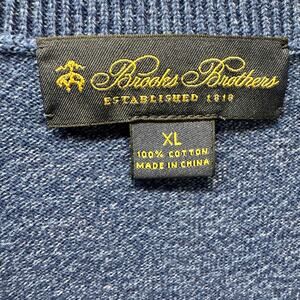 Brooks Brothers
ESTABLISHED 1818
XL
100% COTTON
MADE IN CHINA